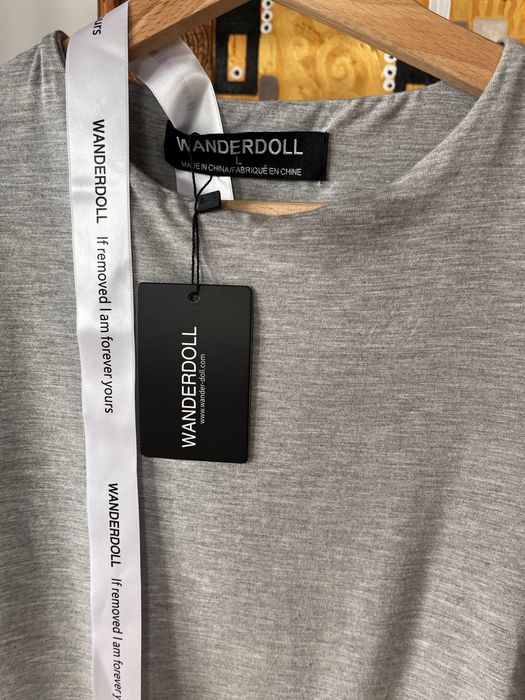 urs
WANDERDOLL If removed I am forever yours
WANDERDOLL If removed I am forever y
WANDERDOLL
L
MADE IN CHINA/FABRIQUÉ EN CHINE
WANDERDOLL
www.wander-doll.com